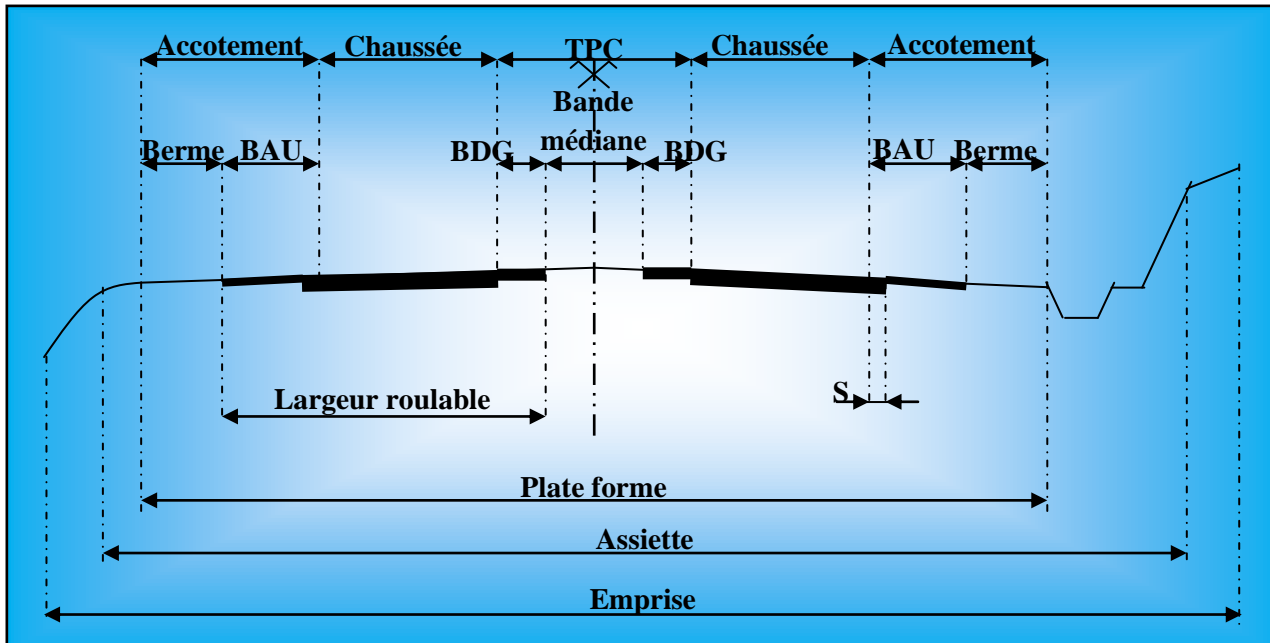 Accotement Chaussée TPC Chaussée Accotement
Bande
médiane
Berme BAU BDG BDG BAU Berme
Largeur roulable S
Plate forme
Assiette
Emprise